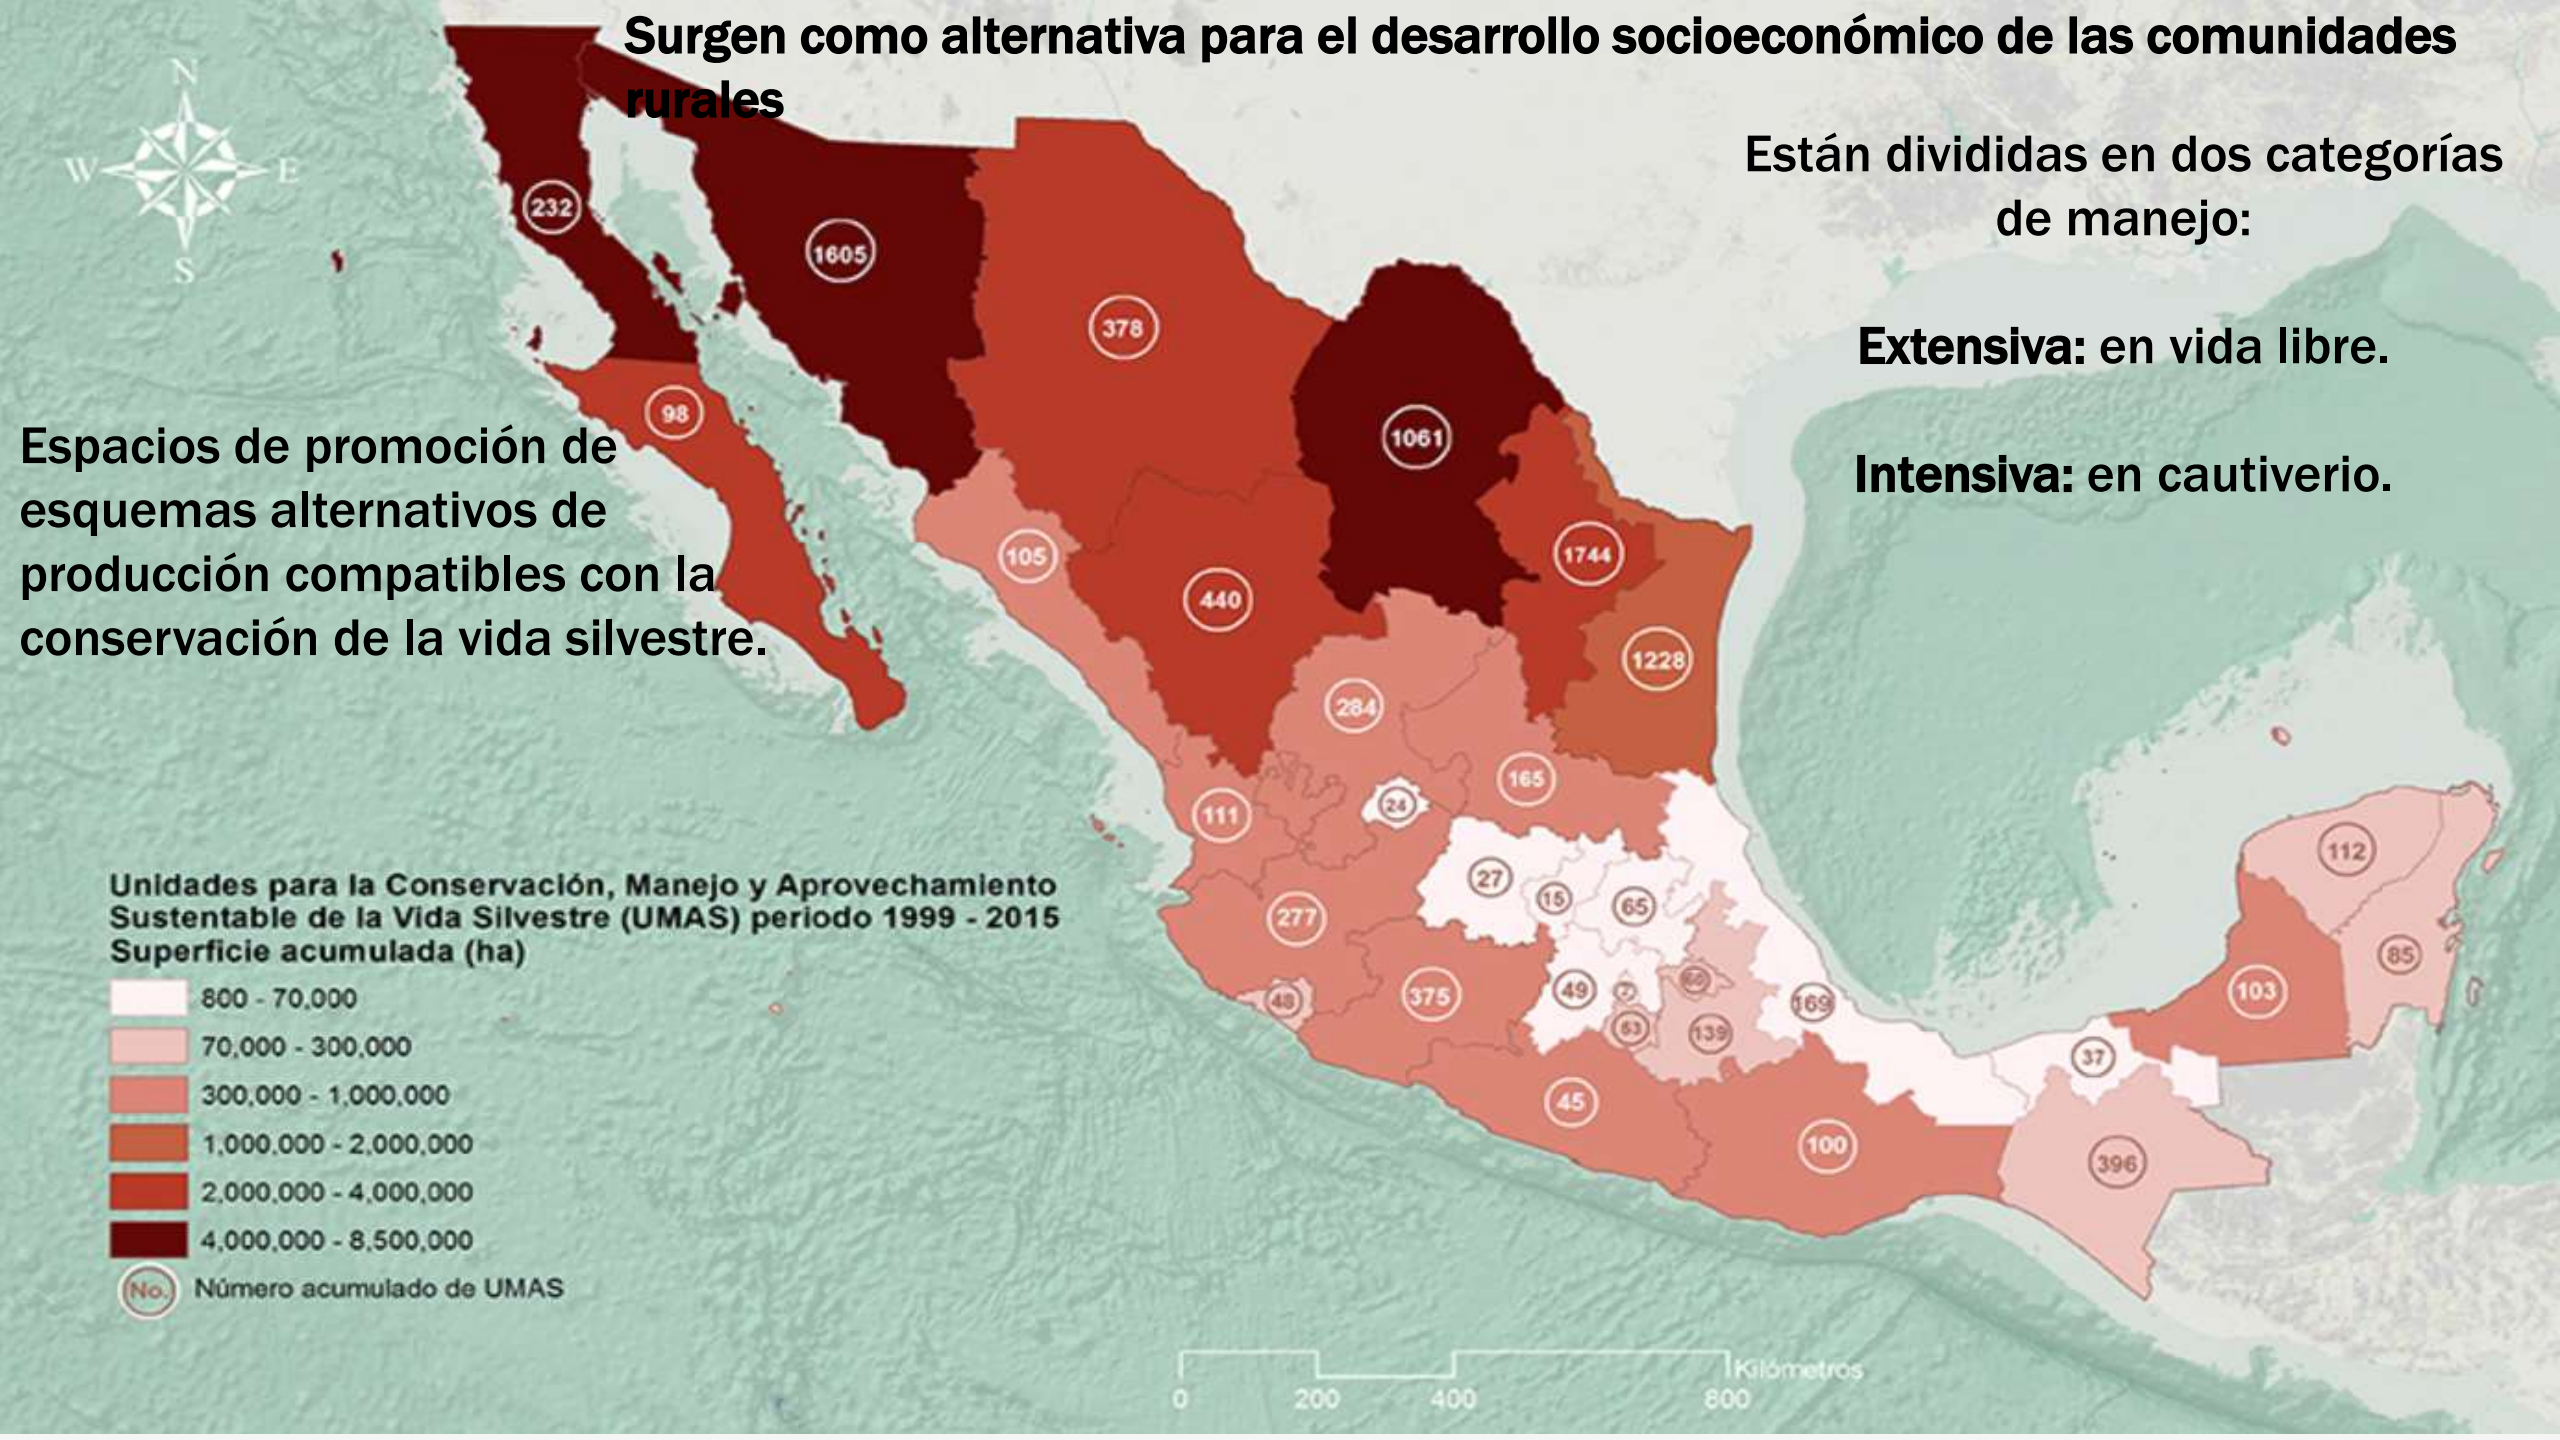 Surgen como alternativa para el desarrollo socioeconómico de las comunidades
rurales
Están divididas en dos categorías
de manejo:
Extensiva: en vida libre.
Intensiva: en cautiverio.
Espacios de promoción de
esquemas alternativos de
producción compatibles con la
conservación de la vida silvestre.
N
W
E
S
232
1605
378
98
1061
105
1744
440
1228
284
165
24
111
112
27
15
65
277
85
49
48
375
169
103
53
139
37
45
100
396
Unidades para la Conservación, Manejo y Aprovechamiento
Sustentable de la Vida Silvestre (UMAS) periodo 1999 - 2015
Superficie acumulada (ha)
800 - 70,000
70,000 - 300,000
300,000 - 1,000,000
1,000,000 - 2,000,000
2,000,000 - 4,000,000
4,000,000 - 8,500,000
No. Número acumulado de UMAS
Kilómetros
0 200 400 800